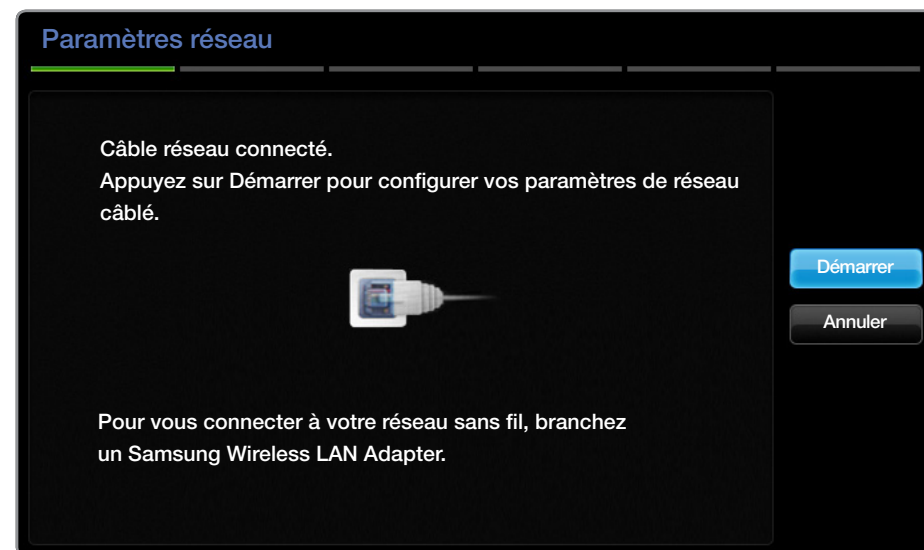 Paramètres réseau
Câble réseau connecté.
Appuyez sur Démarrer pour configurer vos paramètres de réseau
câblé.
Démarrer
Annuler
Pour vous connecter à votre réseau sans fil, branchez
un Samsung Wireless LAN Adapter.